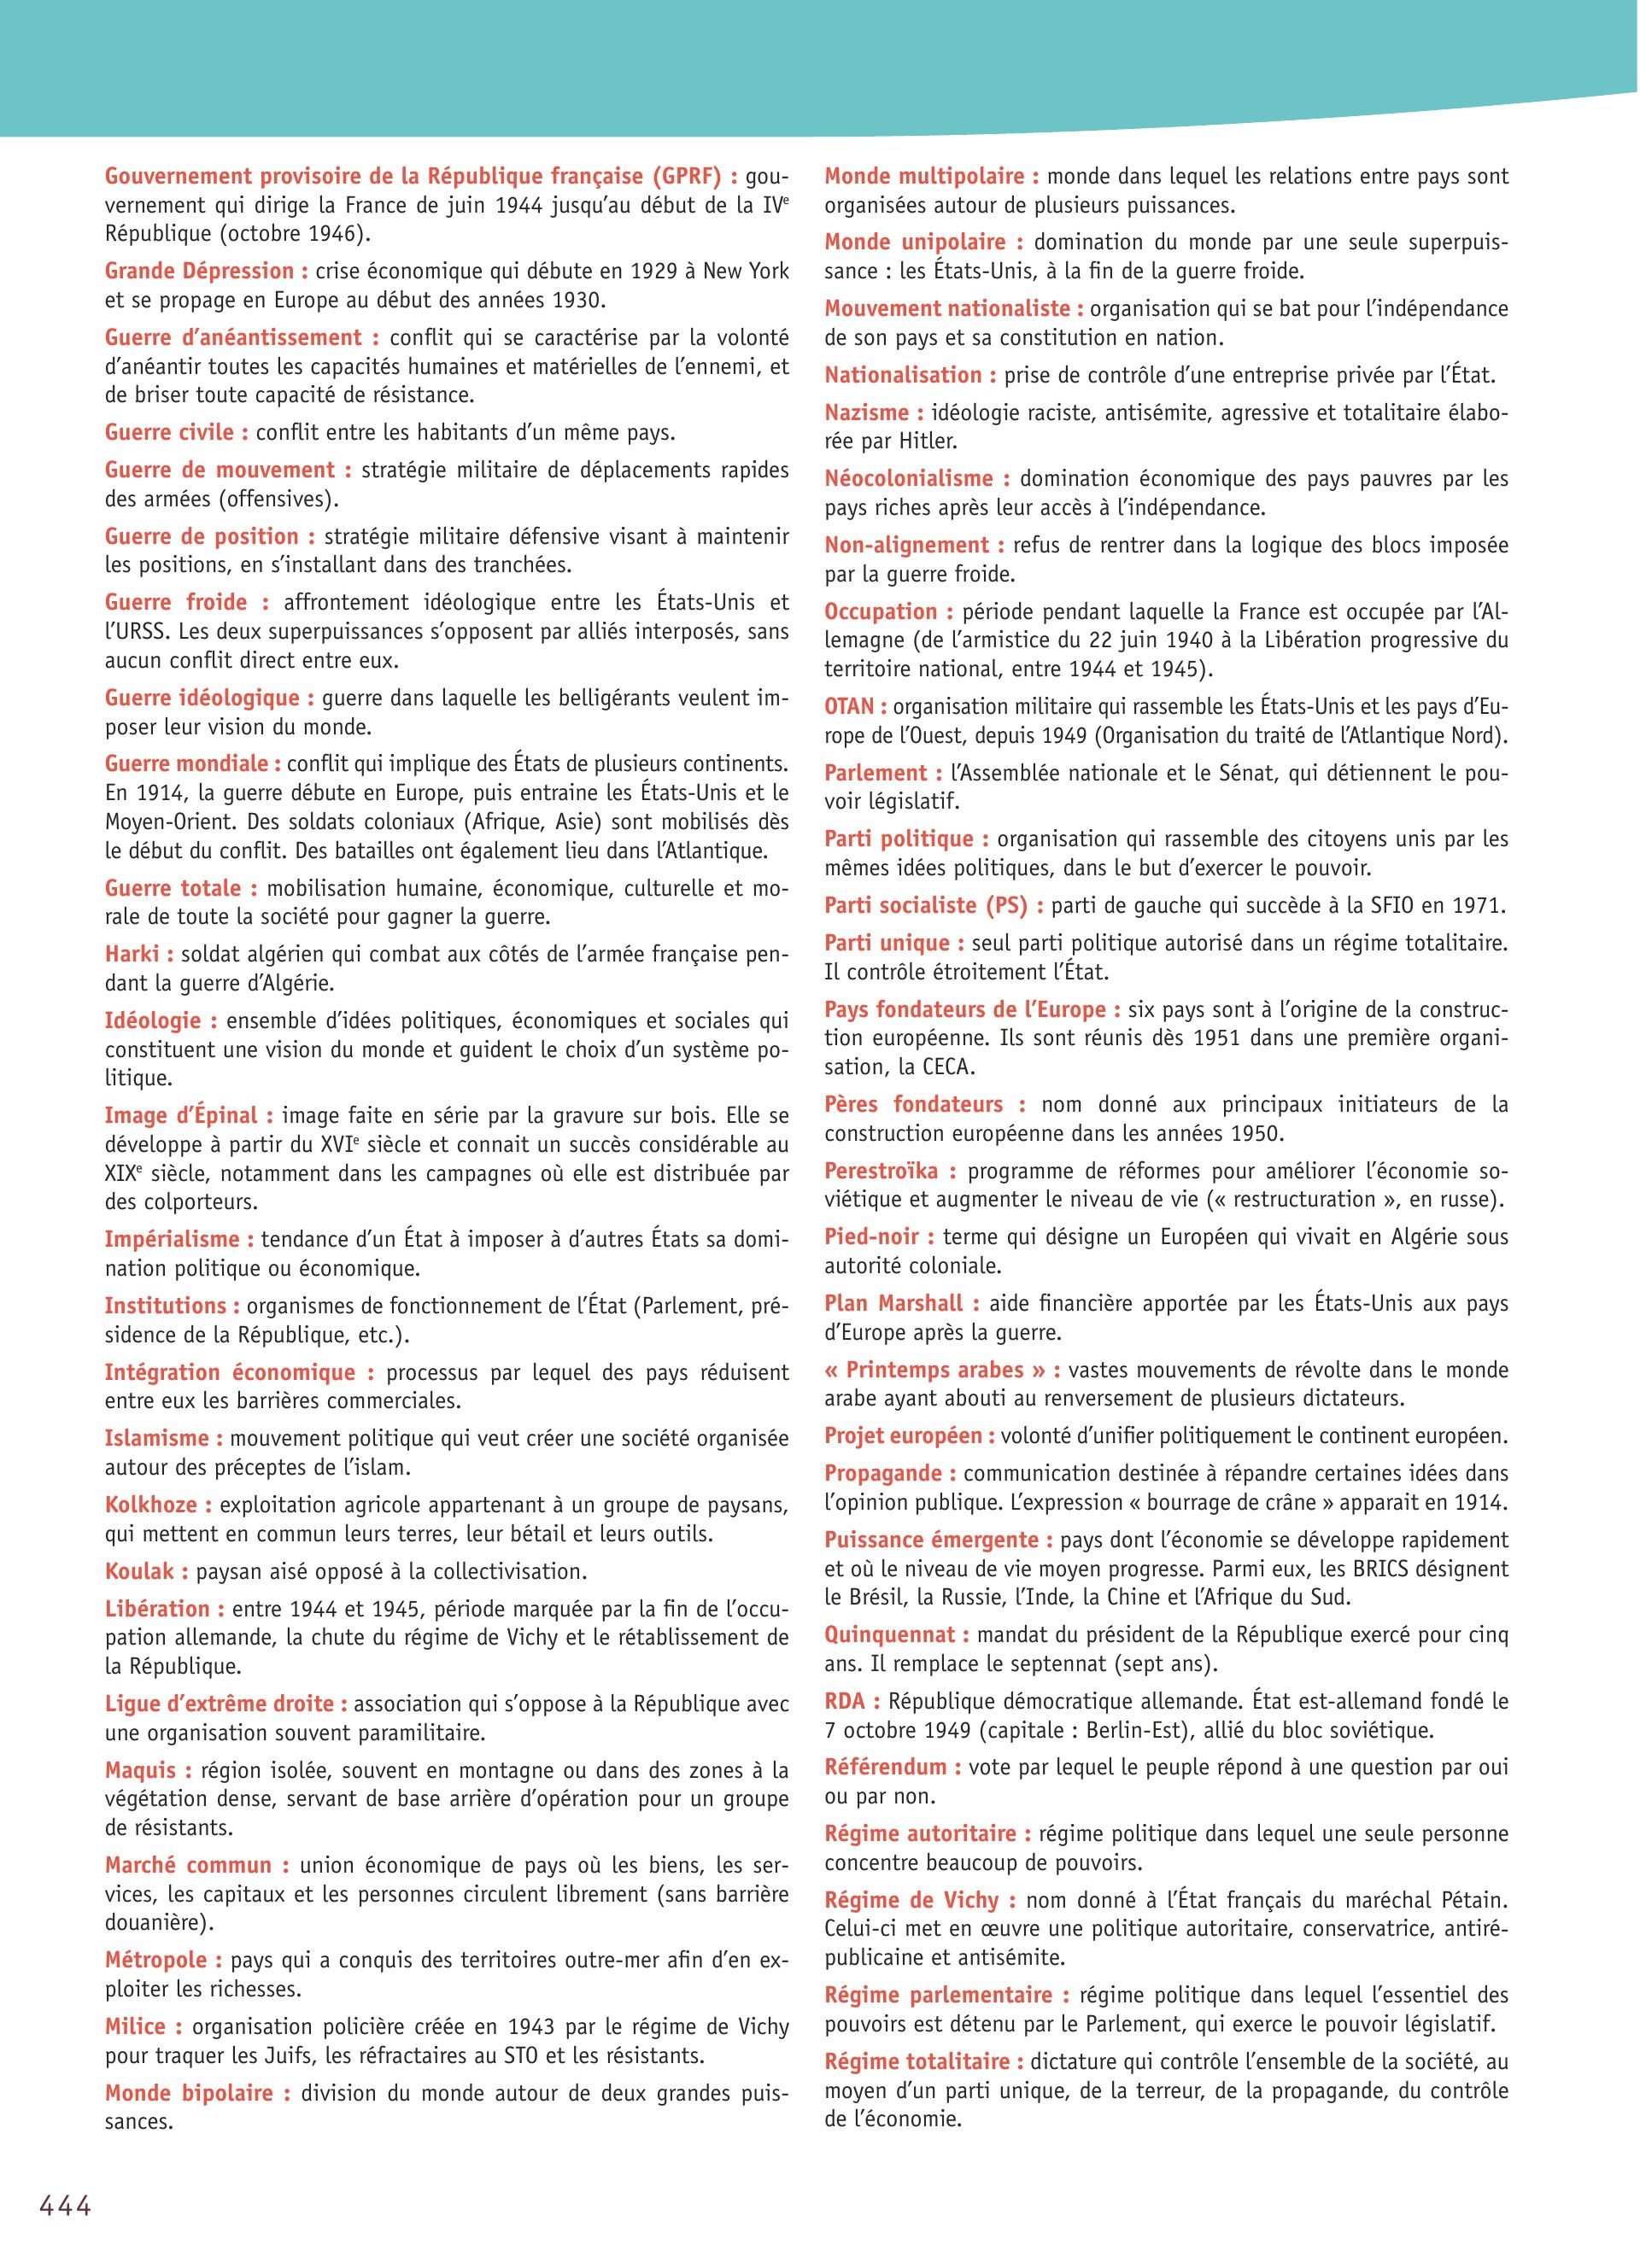 Gouvernement provisoire de la République française (GPRF) : gou-
vernement qui dirige la France de juin 1944 jusqu’au début de la IVe
République (octobre 1946).
Grande Dépression : crise économique qui débute en 1929 à New York
et se propage en Europe au début des années 1930.
Guerre d’anéantissement : conflit qui se caractérise par la volonté
d’anéantir toutes les capacités humaines et matérielles de l’ennemi, et
de briser toute capacité de résistance.
Guerre civile : conflit entre les habitants d’un même pays.
Guerre de mouvement : stratégie militaire de déplacements rapides
des armées (offensives).
Guerre de position : stratégie militaire défensive visant à maintenir
les positions, en s’installant dans des tranchées.
Guerre froide : affrontement idéologique entre les États-Unis et
l’URSS. Les deux superpuissances s’opposent par alliés interposés, sans
aucun conflit direct entre eux.
Guerre idéologique : guerre dans laquelle les belligérants veulent im-
poser leur vision du monde.
Guerre mondiale : conflit qui implique des États de plusieurs continents.
En 1914, la guerre débute en Europe, puis entraine les États-Unis et le
Moyen-Orient. Des soldats coloniaux (Afrique, Asie) sont mobilisés dès
le début du conflit. Des batailles ont également lieu dans l’Atlantique.
Guerre totale : mobilisation humaine, économique, culturelle et mo-
rale de toute la société pour gagner la guerre.
Harki : soldat algérien qui combat aux côtés de l’armée française pen-
dant la guerre d’Algérie.
Idéologie : ensemble d’idées politiques, économiques et sociales qui
constituent une vision du monde et guident le choix d’un système po-
litique.
Image d’Épinal : image faite en série par la gravure sur bois. Elle se
développe à partir du XVIe siècle et connait un succès considérable au
XIXe siècle, notamment dans les campagnes où elle est distribuée par
des colporteurs.
Impérialisme : tendance d’un État à imposer à d’autres États sa domi-
nation politique ou économique.
Institutions : organismes de fonctionnement de l’État (Parlement, pré-
sidence de la République, etc.).
Intégration économique : processus par lequel des pays réduisent
entre eux les barrières commerciales.
Islamisme : mouvement politique qui veut créer une société organisée
autour des préceptes de l’islam.
Kolkhoze : exploitation agricole appartenant à un groupe de paysans,
qui mettent en commun leurs terres, leur bétail et leurs outils.
Koulak : paysan aisé opposé à la collectivisation.
Libération : entre 1944 et 1945, période marquée par la fin de l’occu-
pation allemande, la chute du régime de Vichy et le rétablissement de
la République.
Ligue d’extrême droite : association qui s’oppose à la République avec
une organisation souvent paramilitaire.
Maquis : région isolée, souvent en montagne ou dans des zones à la
végétation dense, servant de base arrière d’opération pour un groupe
de résistants.
Marché commun : union économique de pays où les biens, les ser-
vices, les capitaux et les personnes circulent librement (sans barrière
douanière).
Métropole : pays qui a conquis des territoires outre-mer afin d’en ex-
ploiter les richesses.
Milice : organisation policière créée en 1943 par le régime de Vichy
pour traquer les Juifs, les réfractaires au STO et les résistants.
Monde bipolaire : division du monde autour de deux grandes puis-
sances.
Monde multipolaire : monde dans lequel les relations entre pays sont
organisées autour de plusieurs puissances.
Monde unipolaire : domination du monde par une seule superpuis-
sance : les États-Unis, à la fin de la guerre froide.
Mouvement nationaliste : organisation qui se bat pour l’indépendance
de son pays et sa constitution en nation.
Nationalisation : prise de contrôle d’une entreprise privée par l’État.
Nazisme : idéologie raciste, antisémite, agressive et totalitaire élabo-
rée par Hitler.
Néocolonialisme : domination économique des pays pauvres par les
pays riches après leur accès à l’indépendance.
Non-alignement : refus de rentrer dans la logique des blocs imposée
par la guerre froide.
Occupation : période pendant laquelle la France est occupée par l’Al-
lemagne (de l’armistice du 22 juin 1940 à la Libération progressive du
territoire national, entre 1944 et 1945).
OTAN : organisation militaire qui rassemble les États-Unis et les pays d’Eu-
rope de l’Ouest, depuis 1949 (Organisation du traité de l’Atlantique Nord).
Parlement : l’Assemblée nationale et le Sénat, qui détiennent le pou-
voir législatif.
Parti politique : organisation qui rassemble des citoyens unis par les
mêmes idées politiques, dans le but d’exercer le pouvoir.
Parti socialiste (PS) : parti de gauche qui succède à la SFIO en 1971.
Parti unique : seul parti politique autorisé dans un régime totalitaire.
Il contrôle étroitement l’État.
Pays fondateurs de l’Europe : six pays sont à l’origine de la construc-
tion européenne. Ils sont réunis dès 1951 dans une première organi-
sation, la CECA.
Pères fondateurs : nom donné aux principaux initiateurs de la
construction européenne dans les années 1950.
Perestroïka : programme de réformes pour améliorer l’économie so-
viétique et augmenter le niveau de vie (« restructuration », en russe).
Pied-noir : terme qui désigne un Européen qui vivait en Algérie sous
autorité coloniale.
Plan Marshall : aide financière apportée par les États-Unis aux pays
d’Europe après la guerre.
« Printemps arabes » : vastes mouvements de révolte dans le monde
arabe ayant abouti au renversement de plusieurs dictateurs.
Projet européen : volonté d’unifier politiquement le continent européen.
Propagande : communication destinée à répandre certaines idées dans
l’opinion publique. L’expression « bourrage de crâne » apparait en 1914.
Puissance émergente : pays dont l’économie se développe rapidement
et où le niveau de vie moyen progresse. Parmi eux, les BRICS désignent
le Brésil, la Russie, l’Inde, la Chine et l’Afrique du Sud.
Quinquennat : mandat du président de la République exercé pour cinq
ans. Il remplace le septennat (sept ans).
RDA : République démocratique allemande. État est-allemand fondé le
7 octobre 1949 (capitale : Berlin-Est), allié du bloc soviétique.
Référendum : vote par lequel le peuple répond à une question par oui
ou par non.
Régime autoritaire : régime politique dans lequel une seule personne
concentre beaucoup de pouvoirs.
Régime de Vichy : nom donné à l’État français du maréchal Pétain.
Celui-ci met en œuvre une politique autoritaire, conservatrice, antiré-
publicaine et antisémite.
Régime parlementaire : régime politique dans lequel l’essentiel des
pouvoirs est détenu par le Parlement, qui exerce le pouvoir législatif.
Régime totalitaire : dictature qui contrôle l’ensemble de la société, au
moyen d’un parti unique, de la terreur, de la propagande, du contrôle
de l’économie.
444